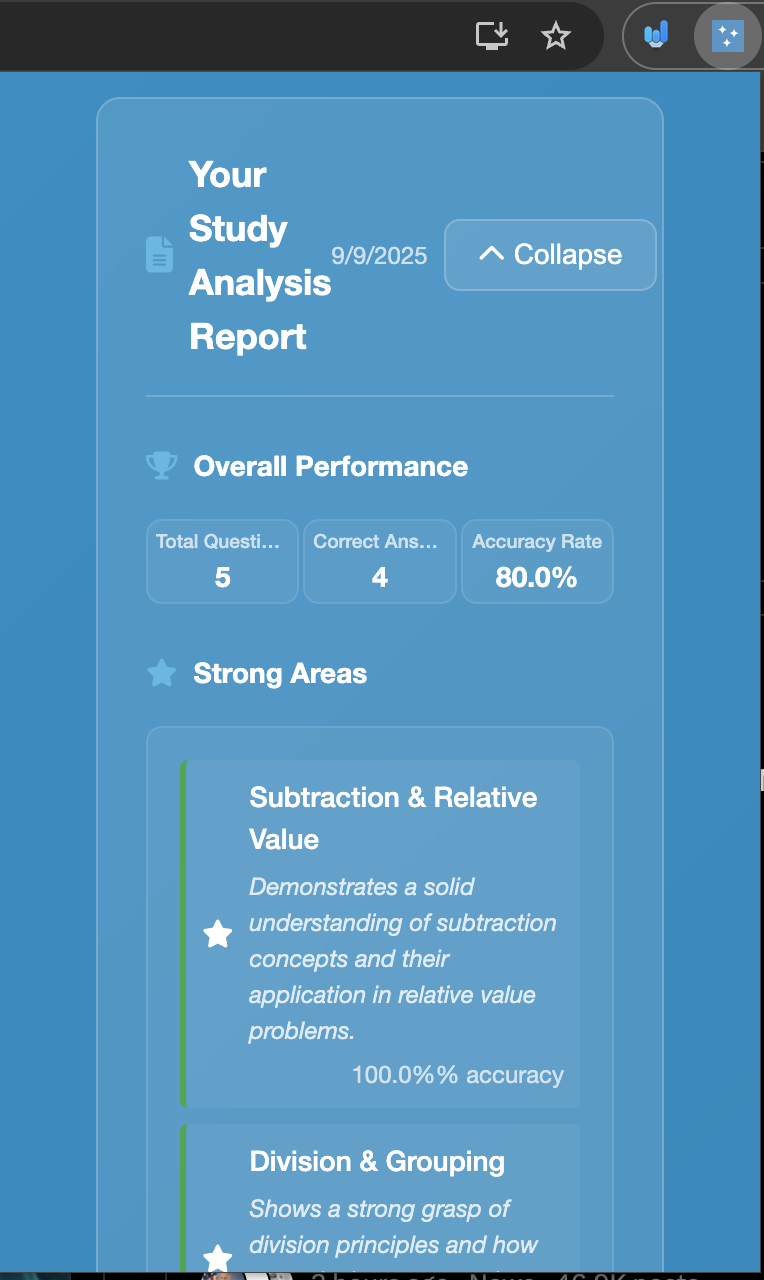 Your
Study
Analysis
Report
9/9/2025
Collapse
Overall Performance
Total Questi...
5
Correct Ans...
4
Accuracy Rate
80.0%
Strong Areas
Subtraction & Relative
Value
Demonstrates a solid
understanding of subtraction
concepts and their
application in relative value
problems.
100.0%% accuracy
Division & Grouping
Shows a strong grasp of
division principles and how